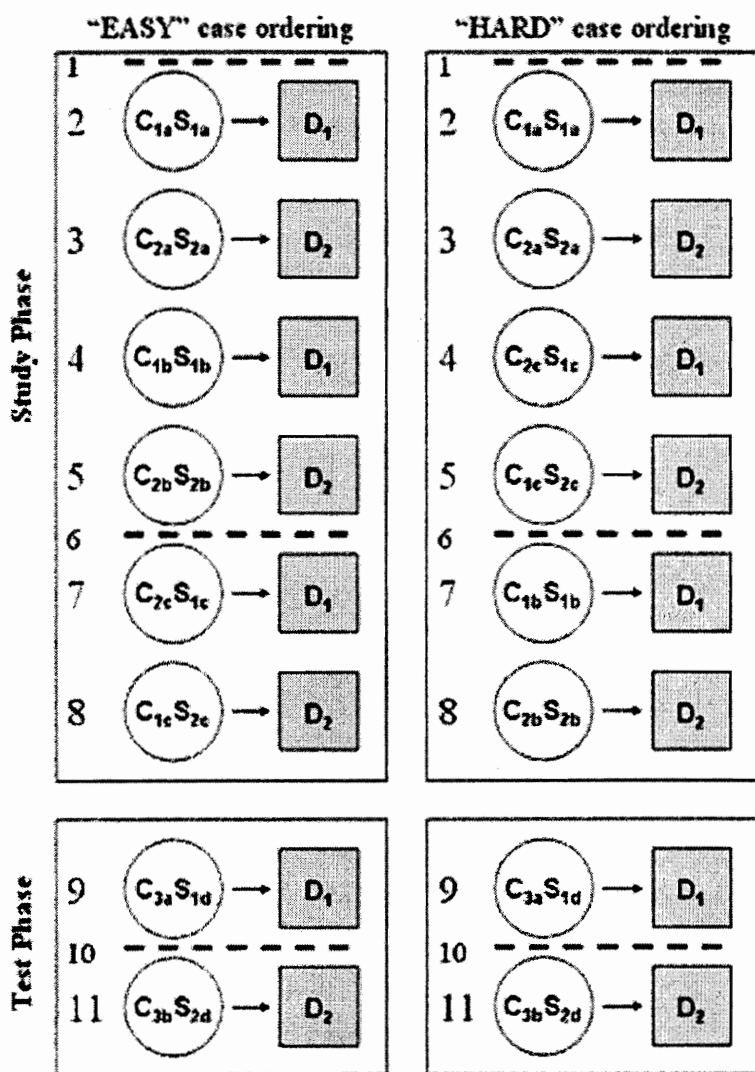 “EASY” case ordering “HARD” case ordering
Study Phase
1 1
2 C1aS1a D1 2 C1aS1a D1
3 C2aS2a D2 3 C2aS2a D2
4 C1bS1b D1 4 C2cS1c D1
5 C2bS2b D2 5 C1cS2c D2
6 6
7 C2cS1c D1 7 C1bS1b D1
8 C1cS2c D2 8 C2bS2b D2
Test Phase
9 C3aS1d D1 9 C3aS1d D1
10 10
11 C3bS2d D2 11 C3bS2d D2